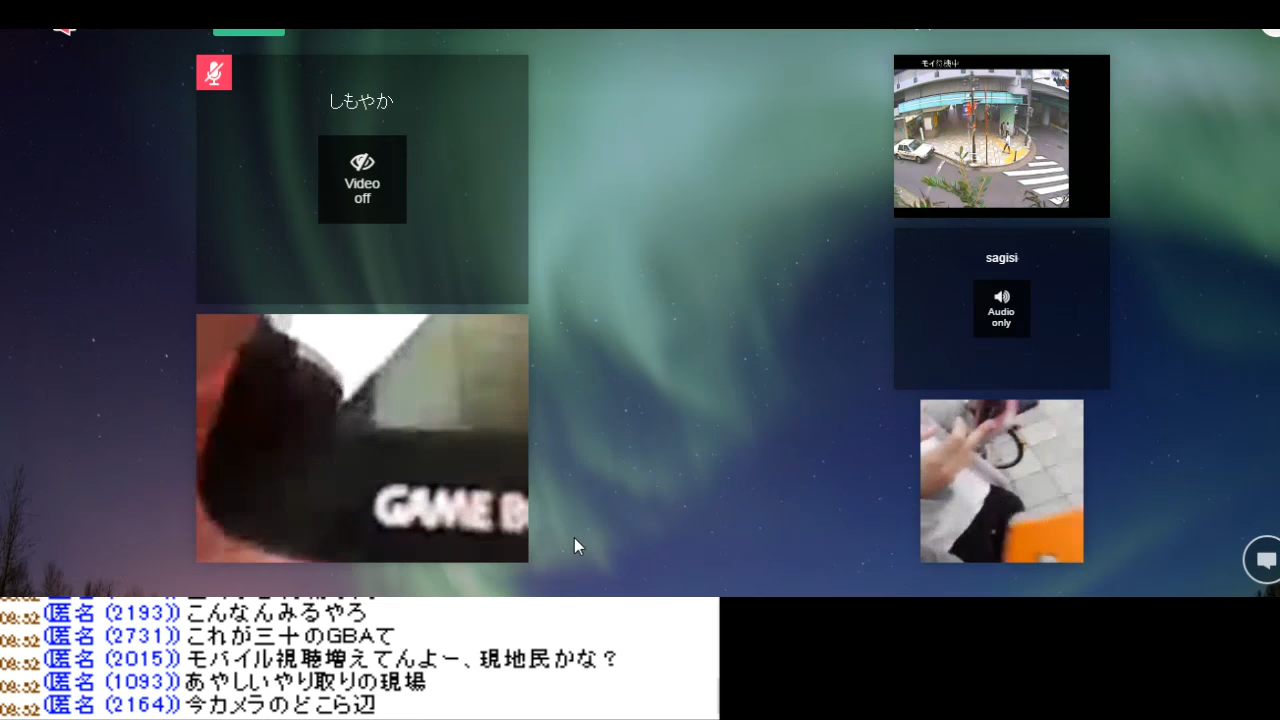 しもやか
Video
off
モイ待機中
sagisi
Audio
only
GAME B
08:52 (匿名 (2193)) こんなんみるやろ
08:52 (匿名 (2731)) これが三十のGBAて
08:52 (匿名 (2015)) モバイル視聴増えてんよー、現地民かな?
08:52 (匿名 (1093)) あやしいやり取りの現場
08:52 (匿名 (2164)) 今カメラのどこら辺